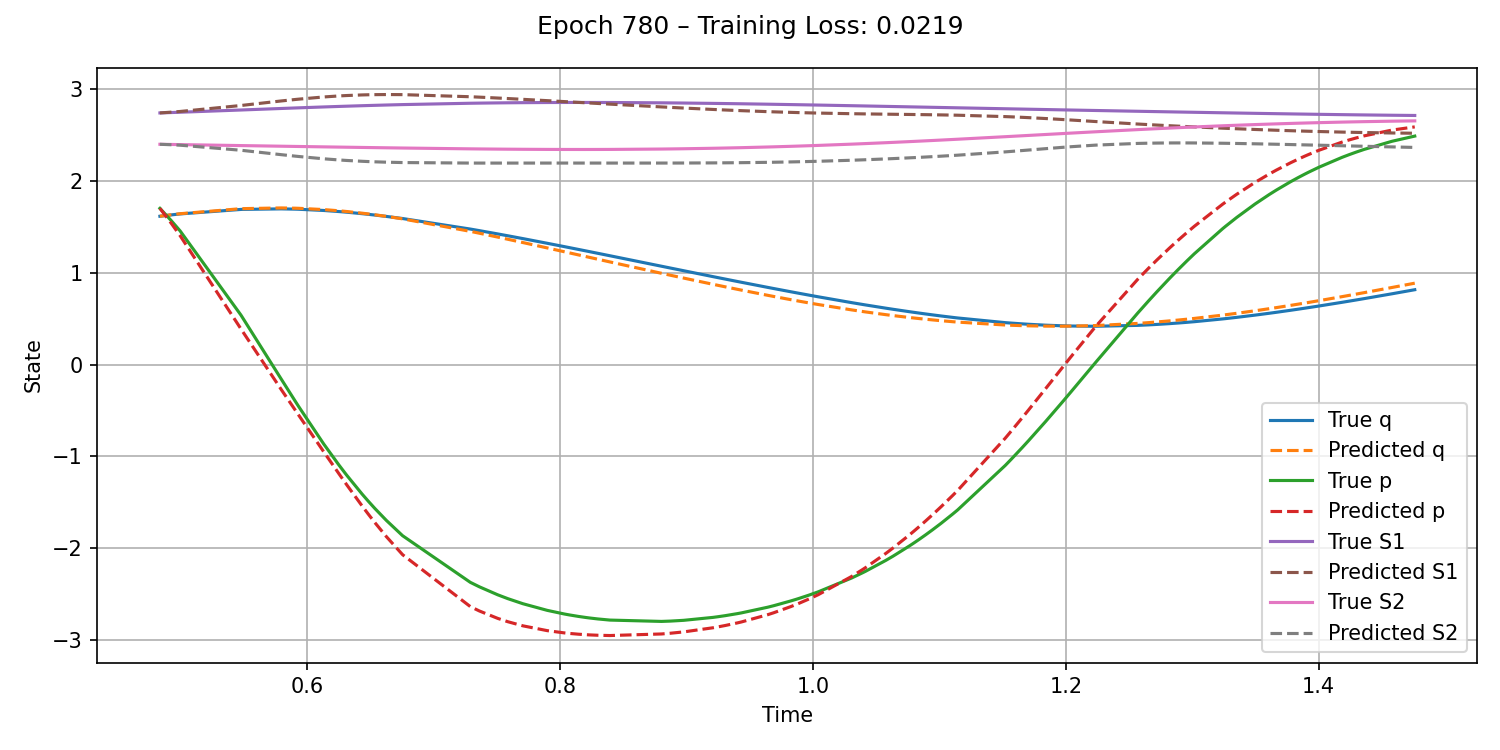 Epoch 780 – Training Loss: 0.0219
3
2
1
0
−1
−2
−3
State
0.6
0.8
1.0
1.2
1.4
Time
True q
Predicted q
True p
Predicted p
True S1
Predicted S1
True S2
Predicted S2